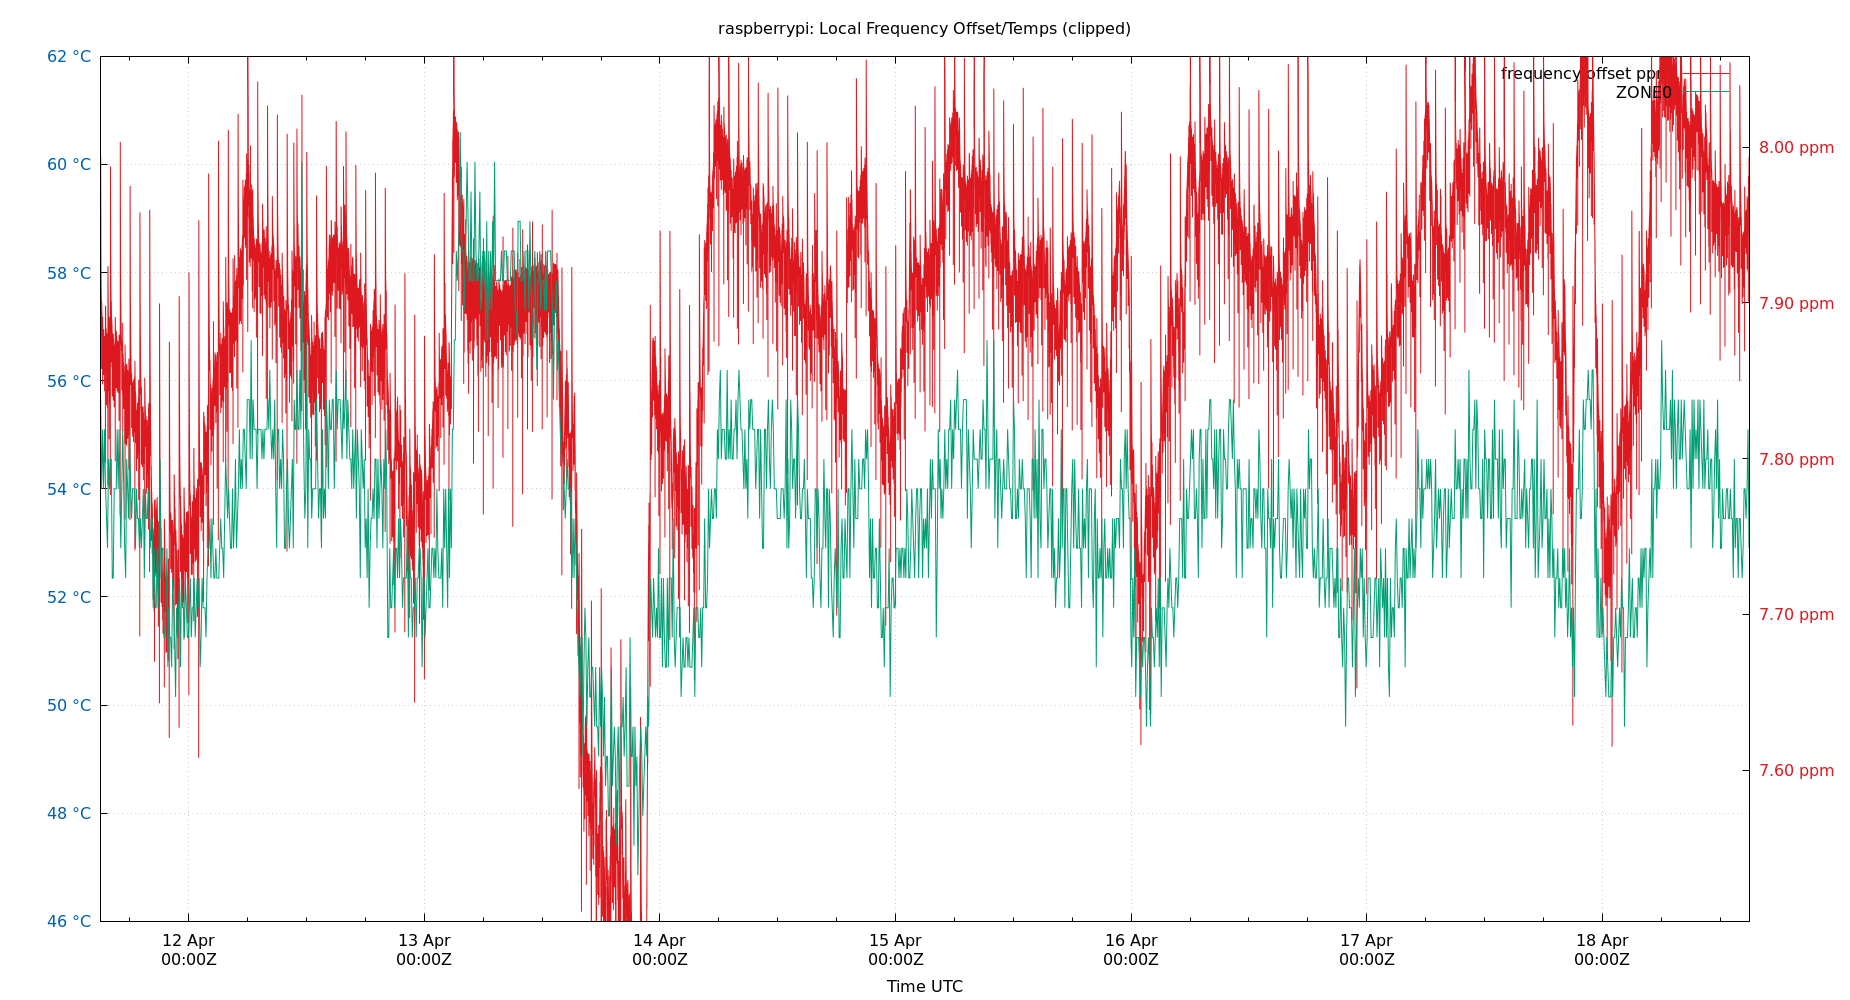 raspberrypi: Local Frequency Offset/Temps (clipped)
62 °C
60 °C
58 °C
56 °C
54 °C
52 °C
50 °C
48 °C
46 °C
frequency offset ppm
ZONE0
8.00 ppm
7.90 ppm
7.80 ppm
7.70 ppm
7.60 ppm
12 Apr
00:00Z
13 Apr
00:00Z
14 Apr
00:00Z
15 Apr
00:00Z
16 Apr
00:00Z
17 Apr
00:00Z
18 Apr
00:00Z
Time UTC